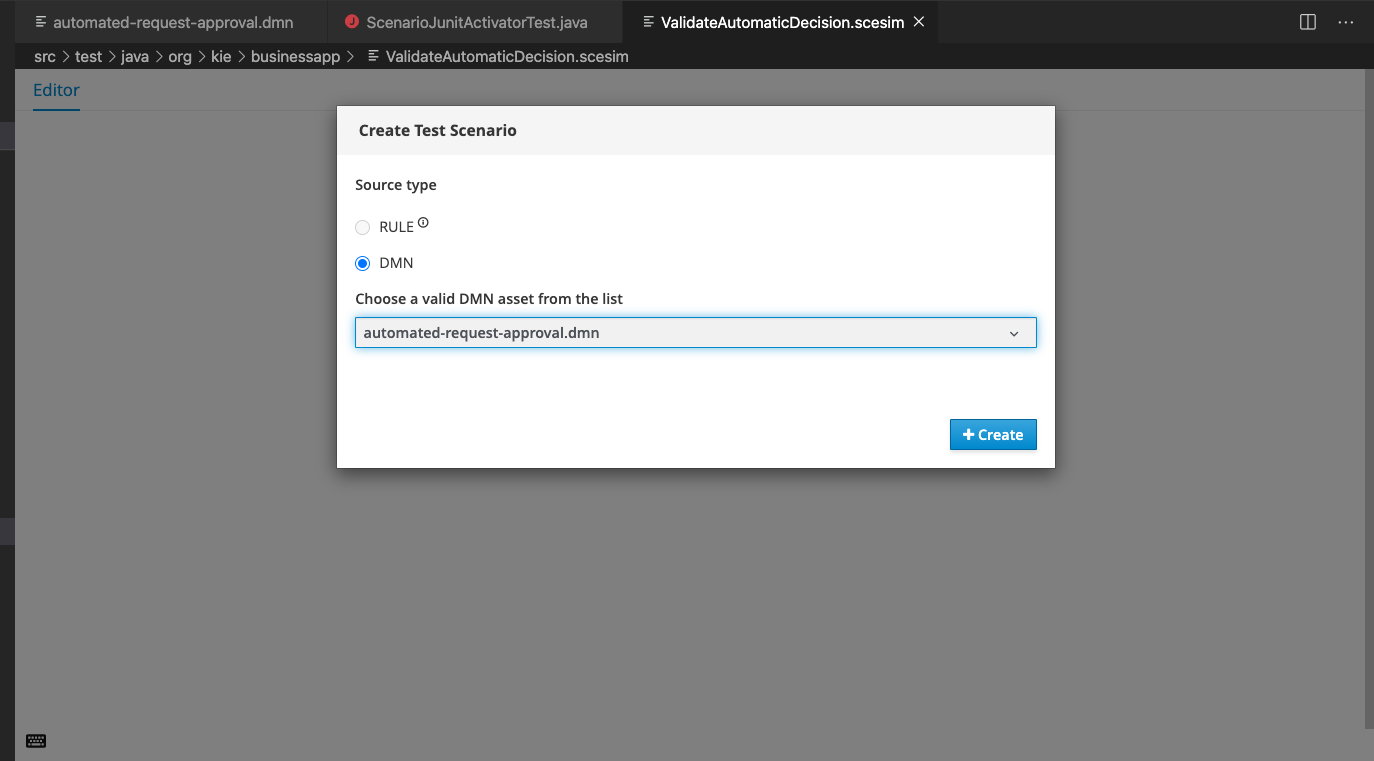 automated-request-approval.dmn ScenarioJunitActivatorTest.java ValidateAutomaticDecision.scesim
src > test > java > org > kie > businessapp > ValidateAutomaticDecision.scesim
Editor
Create Test Scenario
Source type
RULE
DMN
Choose a valid DMN asset from the list
automated-request-approval.dmn
+ Create